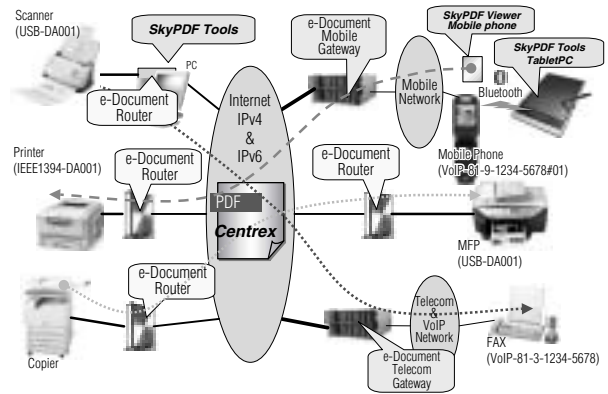 Scanner
(USB-DA001)
SkyPDF Tools
PC
e-Document
Router
e-Document
Mobile
Gateway
SkyPDF Viewer
Mobile phone
SkyPDF Tools
TabletPC
Bluetooth
Mobile
Network
Internet
IPv4
&
IPv6
Mobile Phone
(VoIP-81-9-1234-5678#01)
Printer
(IEEE1394-DA001)
e-Document
Router
e-Document
Router
PDF
Centrex
MFP
(USB-DA001)
e-Document
Router
Copier
Telecom
&
VoIP
Network
e-Document
Telecom
Gateway
FAX
(VoIP-81-3-1234-5678)